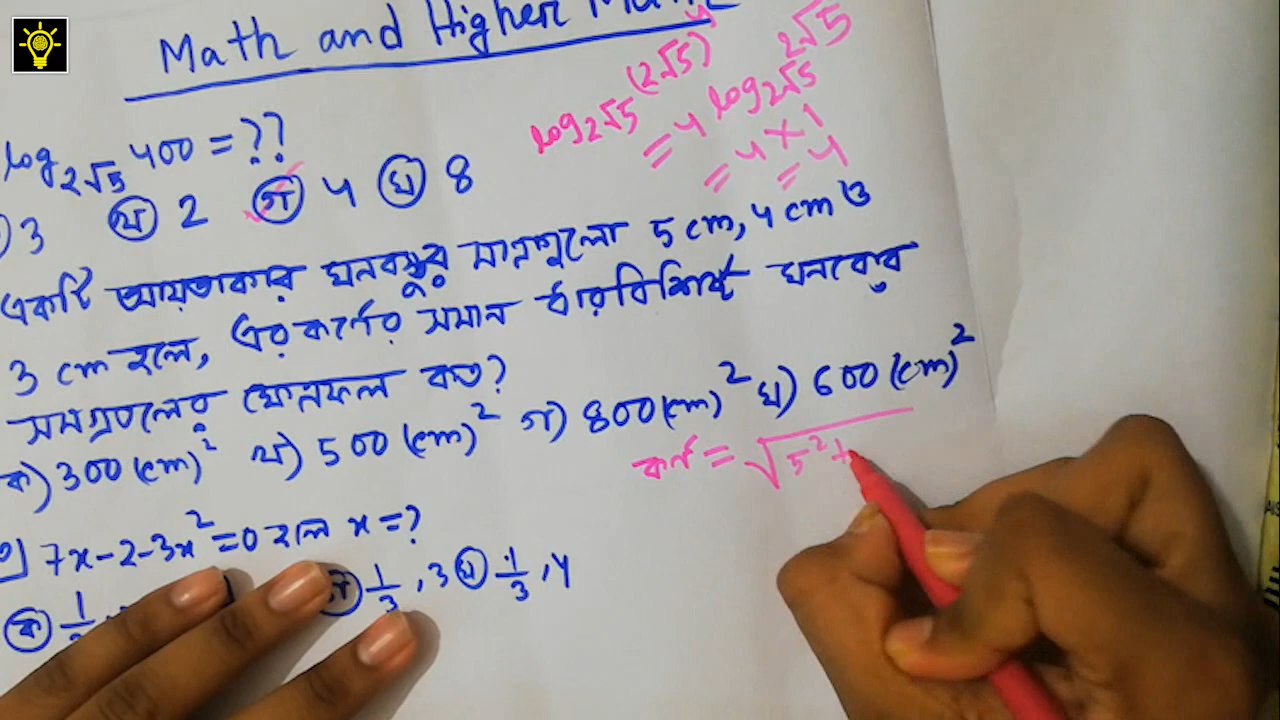 Math and Higher
log₂√5 400 = ??
3 খ 2 গ 4 ঘ 8
log₂√5 (2√5)⁴
= 4 log₂√5 2√5
= 4 × 1
= 4
একটি আয়তাকার ঘনবস্তুর মাত্রাগুলো 5 cm, 4 cm ও
3 cm হলে, এর কর্ণের সমান ধারবিশিষ্ট ঘনকের
সমগ্রতলের ক্ষেত্রফল কত?
ক) 300 (cm)² খ) 500 (cm)² গ) 800 (cm)² ঘ) 600 (cm)²
কর্ণ = √5² +
7x - 2 - 3x² = 0 হলে x = ?
ক 1/3, 3 ঘ 1/3, 4